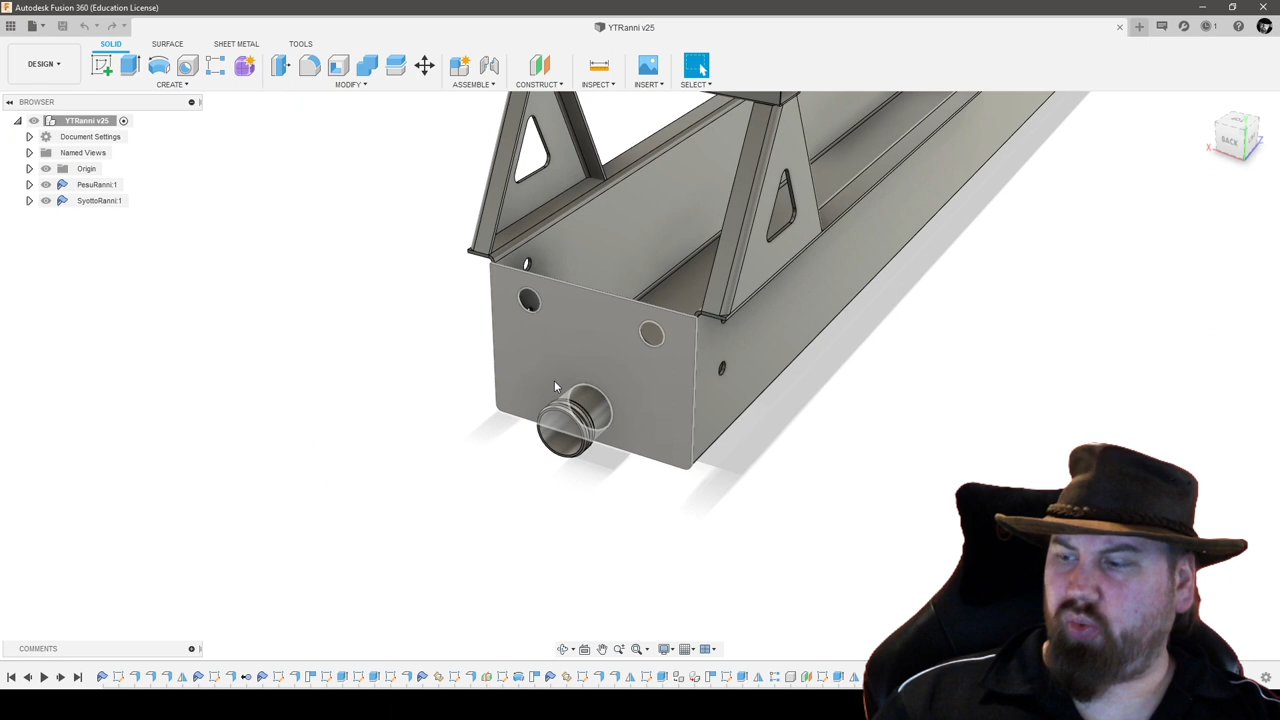 Autodesk Fusion 360 (Education License)
YTRanni v25
1
DESIGN
SOLID
SURFACE
SHEET METAL
TOOLS
CREATE
MODIFY
ASSEMBLE
CONSTRUCT
INSPECT
INSERT
SELECT
BROWSER
YTRanni v25
Document Settings
Named Views
Origin
PesuRanni:1
SyottoRanni:1
BACK
X
Z
COMMENTS